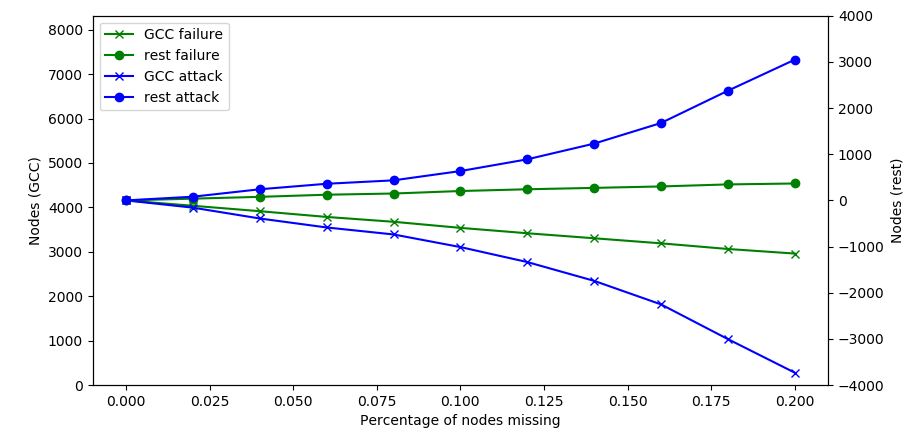 GCC failure
rest failure
GCC attack
rest attack
8000
7000
6000
5000
4000
3000
2000
1000
0
Nodes (GCC)
4000
3000
2000
1000
0
−1000
−2000
−3000
−4000
Nodes (rest)
0.000 0.025 0.050 0.075 0.100 0.125 0.150 0.175 0.200
Percentage of nodes missing